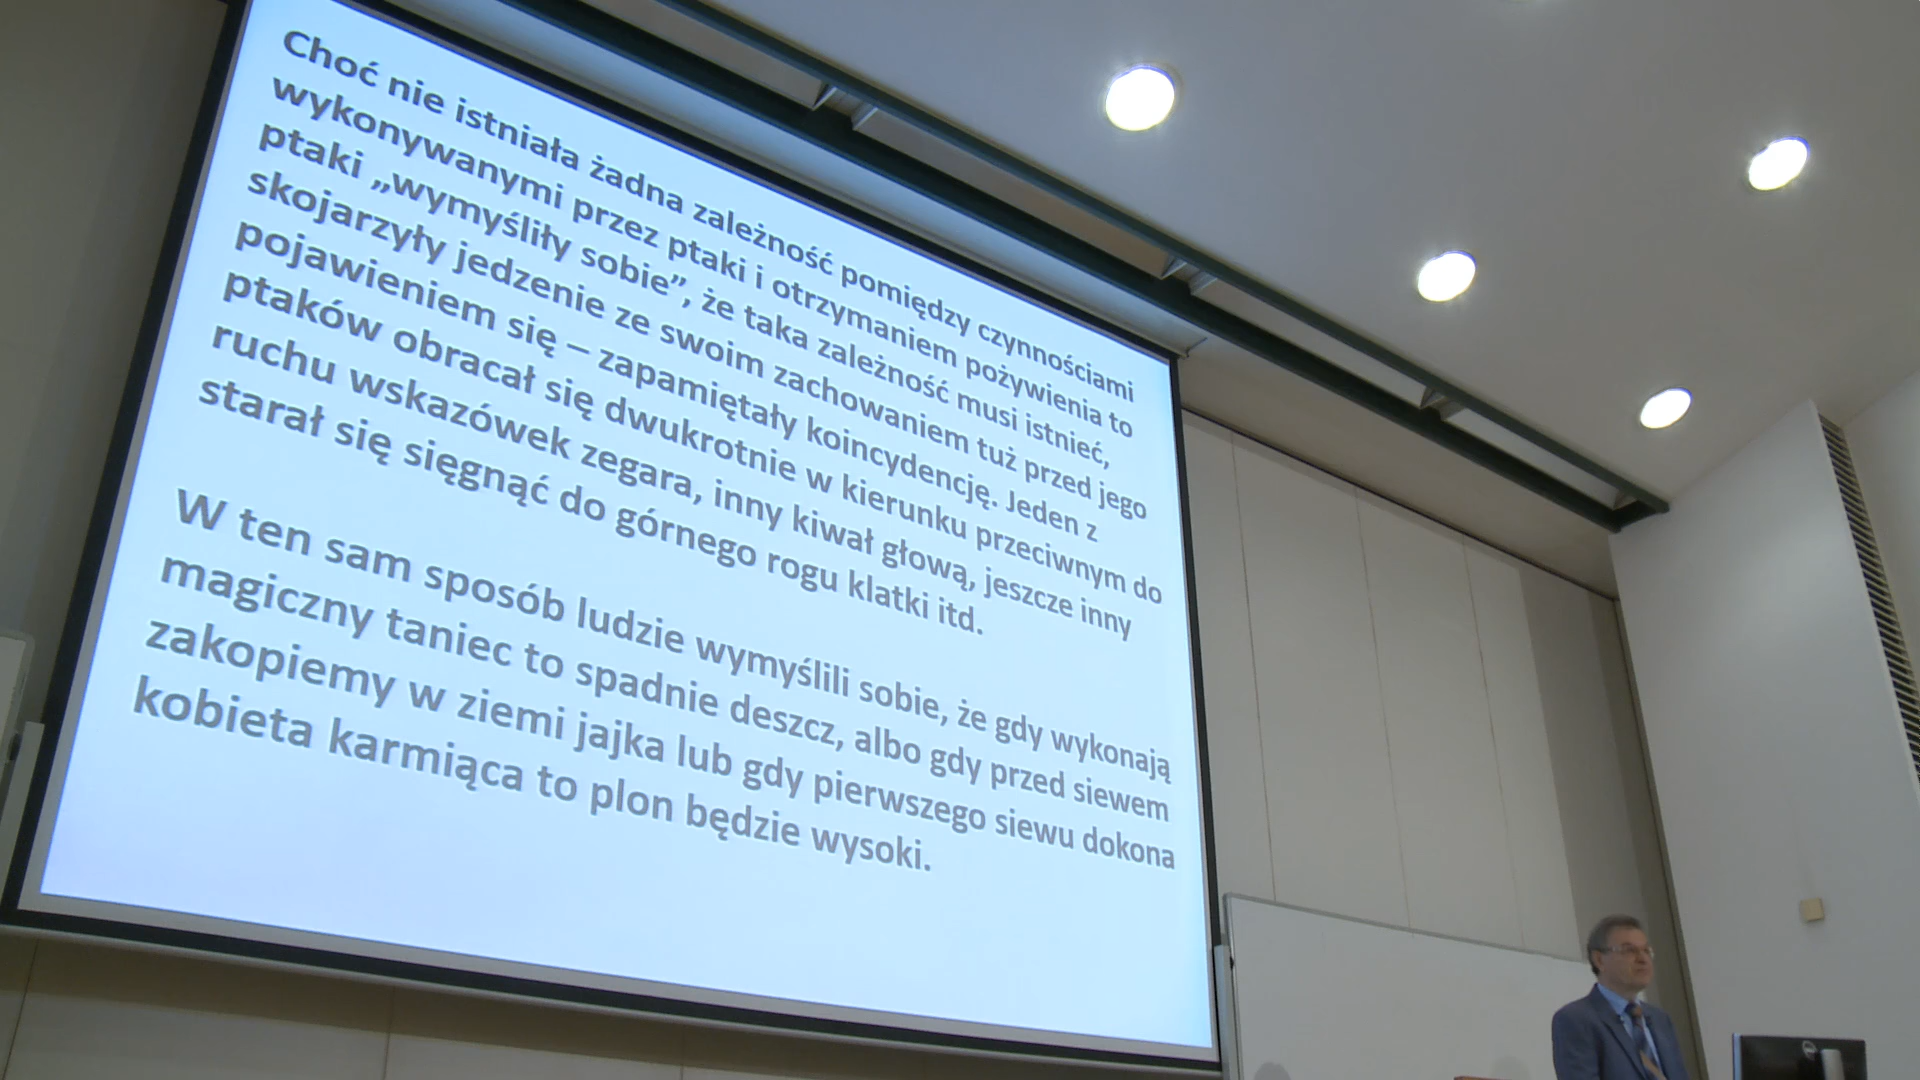 Choć nie istniała żadna zależność pomiędzy czynnościami
wykonywanymi przez ptaki i otrzymaniem pożywienia to
ptaki „wymyśliły sobie”, że taka zależność musi istnieć,
skojarzyły jedzenie ze swoim zachowaniem tuż przed jego
pojawieniem się – zapamiętały koincydencję. Jeden z
ptaków obracał się dwukrotnie w kierunku przeciwnym do
ruchu wskazówek zegara, inny kiwał głową, jeszcze inny
starał się sięgnąć do górnego rogu klatki itd.
W ten sam sposób ludzie wymyślili sobie, że gdy wykonają
magiczny taniec to spadnie deszcz, albo gdy przed siewem
zakopiemy w ziemi jajka lub gdy pierwszego siewu dokona
kobieta karmiąca to plon będzie wysoki.